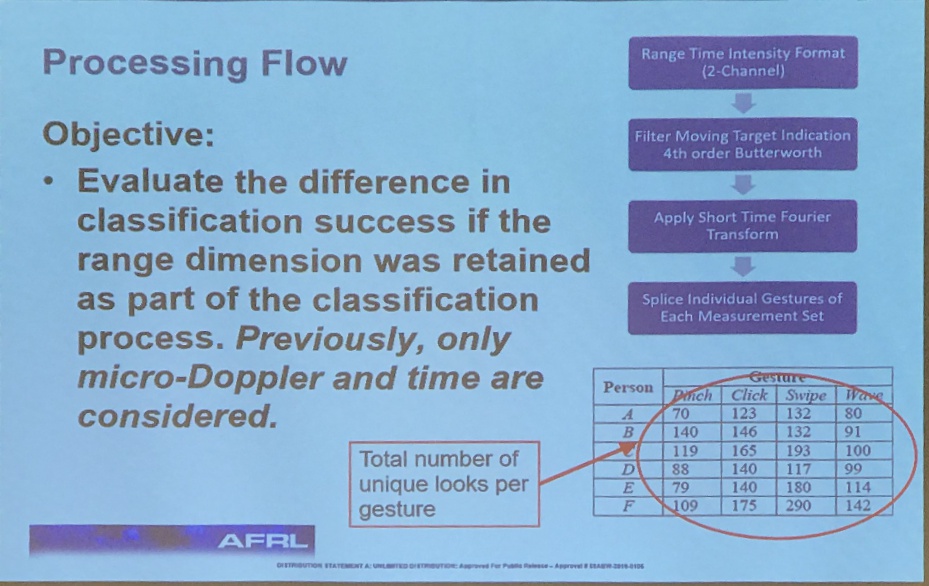 Processing Flow
Objective:
• Evaluate the difference in
classification success if the
range dimension was retained
as part of the classification
process. Previously, only
micro-Doppler and time are
considered.
Range Time Intensity Format
(2-Channel)
Filter Moving Target Indication
4th order Butterworth
Apply Short Time Fourier
Transform
Splice Individual Gestures of
Each Measurement Set
Person Gesture
Pinch Click Swipe Wave
A 70 123 132 80
B 140 146 132 91
C 119 165 193 100
D 88 140 117 99
E 79 140 180 114
F 109 175 290 142
Total number of
unique looks per
gesture
AFRL
DISTRIBUTION STATEMENT A: UNLIMITED DISTRIBUTION: Approved For Public Release – Approval #